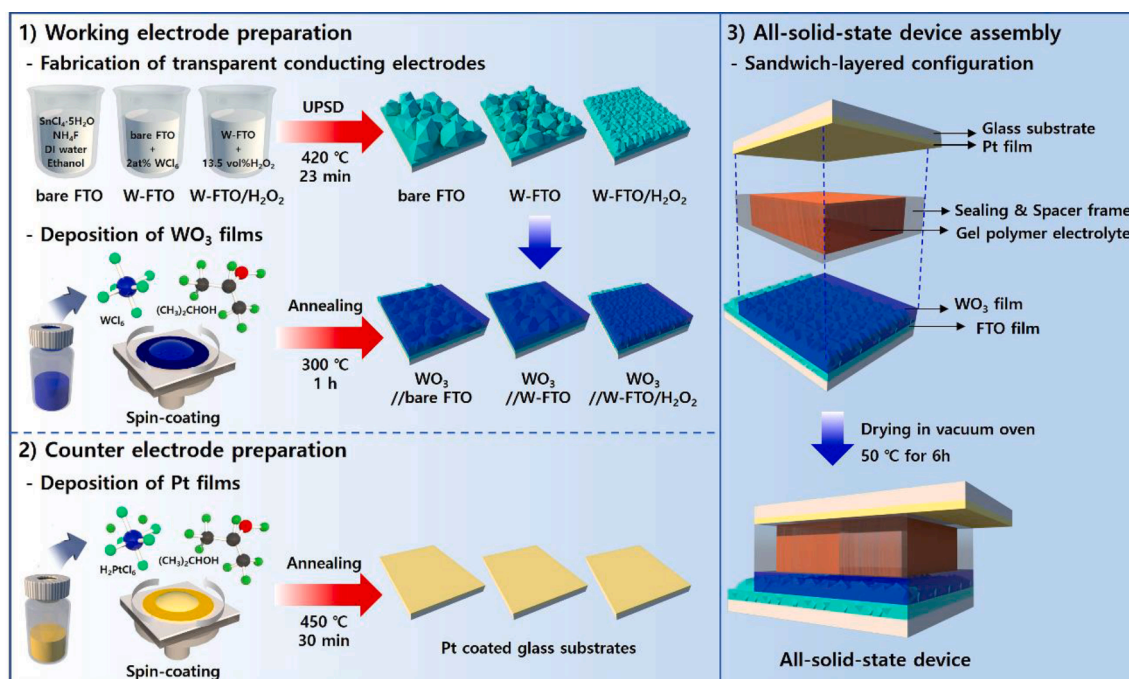 1) Working electrode preparation
- Fabrication of transparent conducting electrodes
SnCl₄·5H₂O
NH₄F
DI water
Ethanol
bare FTO
+
2at% WCl₆
W-FTO
+
13.5 vol%H₂O₂
bare FTO
W-FTO
W-FTO/H₂O₂
UPSD
420 ℃
23 min
bare FTO
W-FTO
W-FTO/H₂O₂
- Deposition of WO₃ films
WCl₆
(CH₃)₂CHOH
Spin-coating
Annealing
300 ℃
1 h
WO₃
//bare FTO
WO₃
//W-FTO
WO₃
//W-FTO/H₂O₂
2) Counter electrode preparation
- Deposition of Pt films
H₂PtCl₆
(CH₃)₂CHOH
Spin-coating
Annealing
450 ℃
30 min
Pt coated glass substrates
3) All-solid-state device assembly
- Sandwich-layered configuration
Glass substrate
Pt film
Sealing & Spacer frame
Gel polymer electrolyte
WO₃ film
FTO film
Drying in vacuum oven
50 ℃ for 6h
All-solid-state device